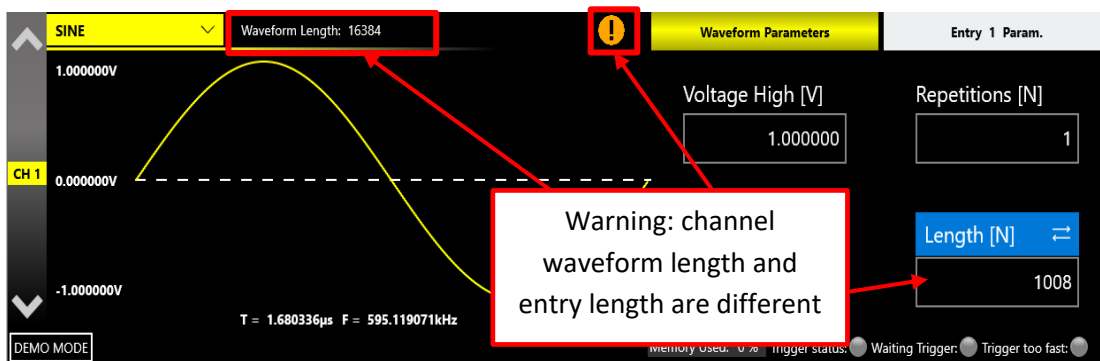 SINE
Waveform Length: 16384
Waveform Parameters
Entry 1 Param.
1.000000V
Voltage High [V]
Repetitions [N]
1.000000
1
CH 1
0.000000V
Warning: channel
waveform length and
entry length are different
Length [N]
1008
-1.000000V
T = 1.680336µs F = 595.119071kHz
DEMO MODE
Memory Used: 0 % Trigger status: Waiting Trigger: Trigger too fast: